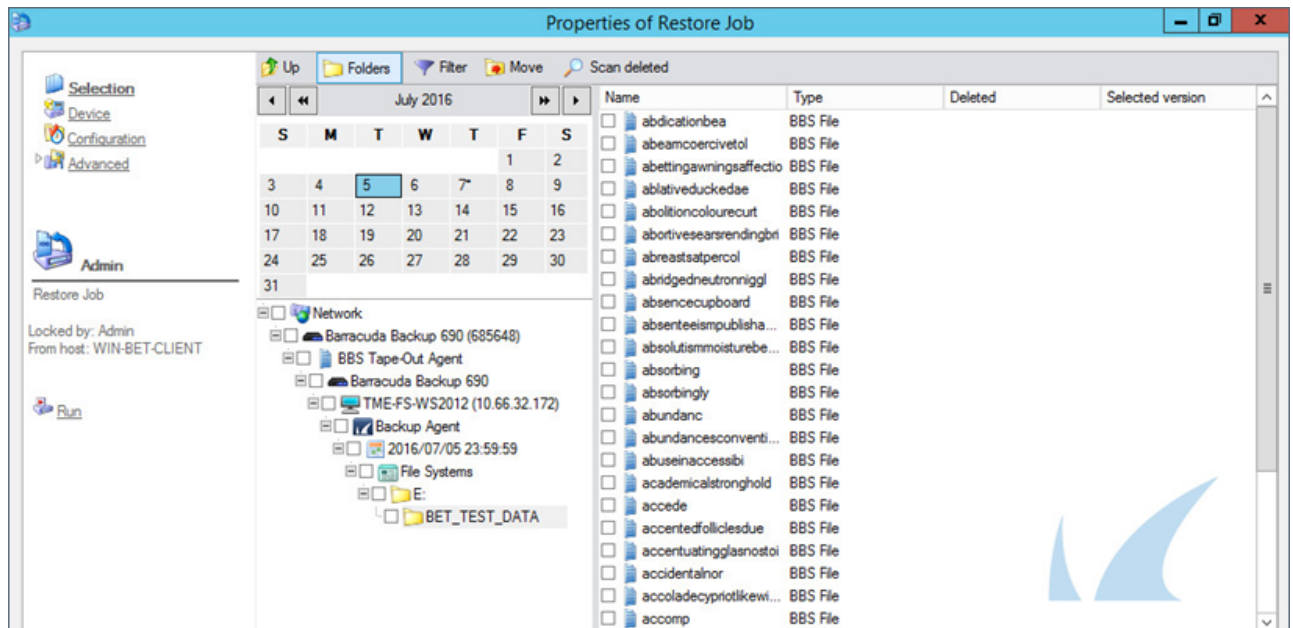 Properties of Restore Job
Selection
Device
Configuration
Advanced
Admin
Restore Job
Locked by: Admin
From host: WIN-BET-CLIENT
Run
Up Folders Filter Move Scan deleted
July 2016
S M T W T F S
1 2
3 4 5 6 7* 8 9
10 11 12 13 14 15 16
17 18 19 20 21 22 23
24 25 26 27 28 29 30
31
Network
Barracuda Backup 690 (685648)
BBS Tape-Out Agent
Barracuda Backup 690
TME-FS-WS2012 (10.66.32.172)
Backup Agent
2016/07/05 23:59:59
File Systems
E:
BET_TEST_DATA
Name Type Deleted Selected version
abdicationbea BBS File
abeamcoercivetol BBS File
abettingawningsaffectio BBS File
ablativeduckedae BBS File
abolitioncolourecurt BBS File
abortivesearsrendingbri BBS File
abreastsatpercol BBS File
abridgedneutronniggl BBS File
absencecupboard BBS File
absenteeismpublisha... BBS File
absolutismmoisturebe... BBS File
absorbing BBS File
absorbingly BBS File
abundanc BBS File
abundancesconventi... BBS File
abuseinaccessibi BBS File
academicalstronghold BBS File
accede BBS File
accentedfolliclesdue BBS File
accentuatingglasnostoi BBS File
accidentalnor BBS File
accoladecypriotlikewi... BBS File
accomp BBS File